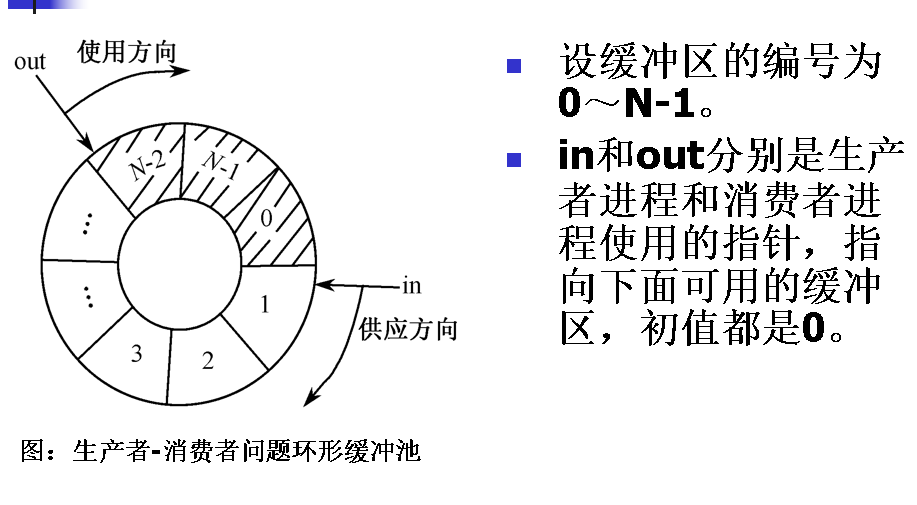 out
使用方向
N-2
N-1
0
⋮
⋮
1
2
3
in
供应方向
图：生产者-消费者问题环形缓冲池
设缓冲区的编号为
0～N-1。
in和out分别是生产
者进程和消费者进
程使用的指针，指
向下面可用的缓冲
区，初值都是0。